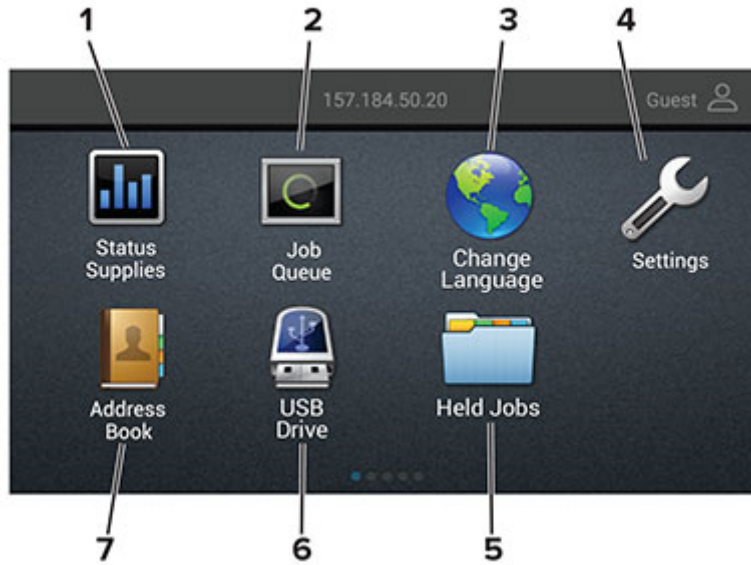 1 2 3 4
157.184.50.20 Guest
Status
Supplies
Job
Queue
Change
Language
Settings
Address
Book
USB
Drive
Held Jobs
7 6 5